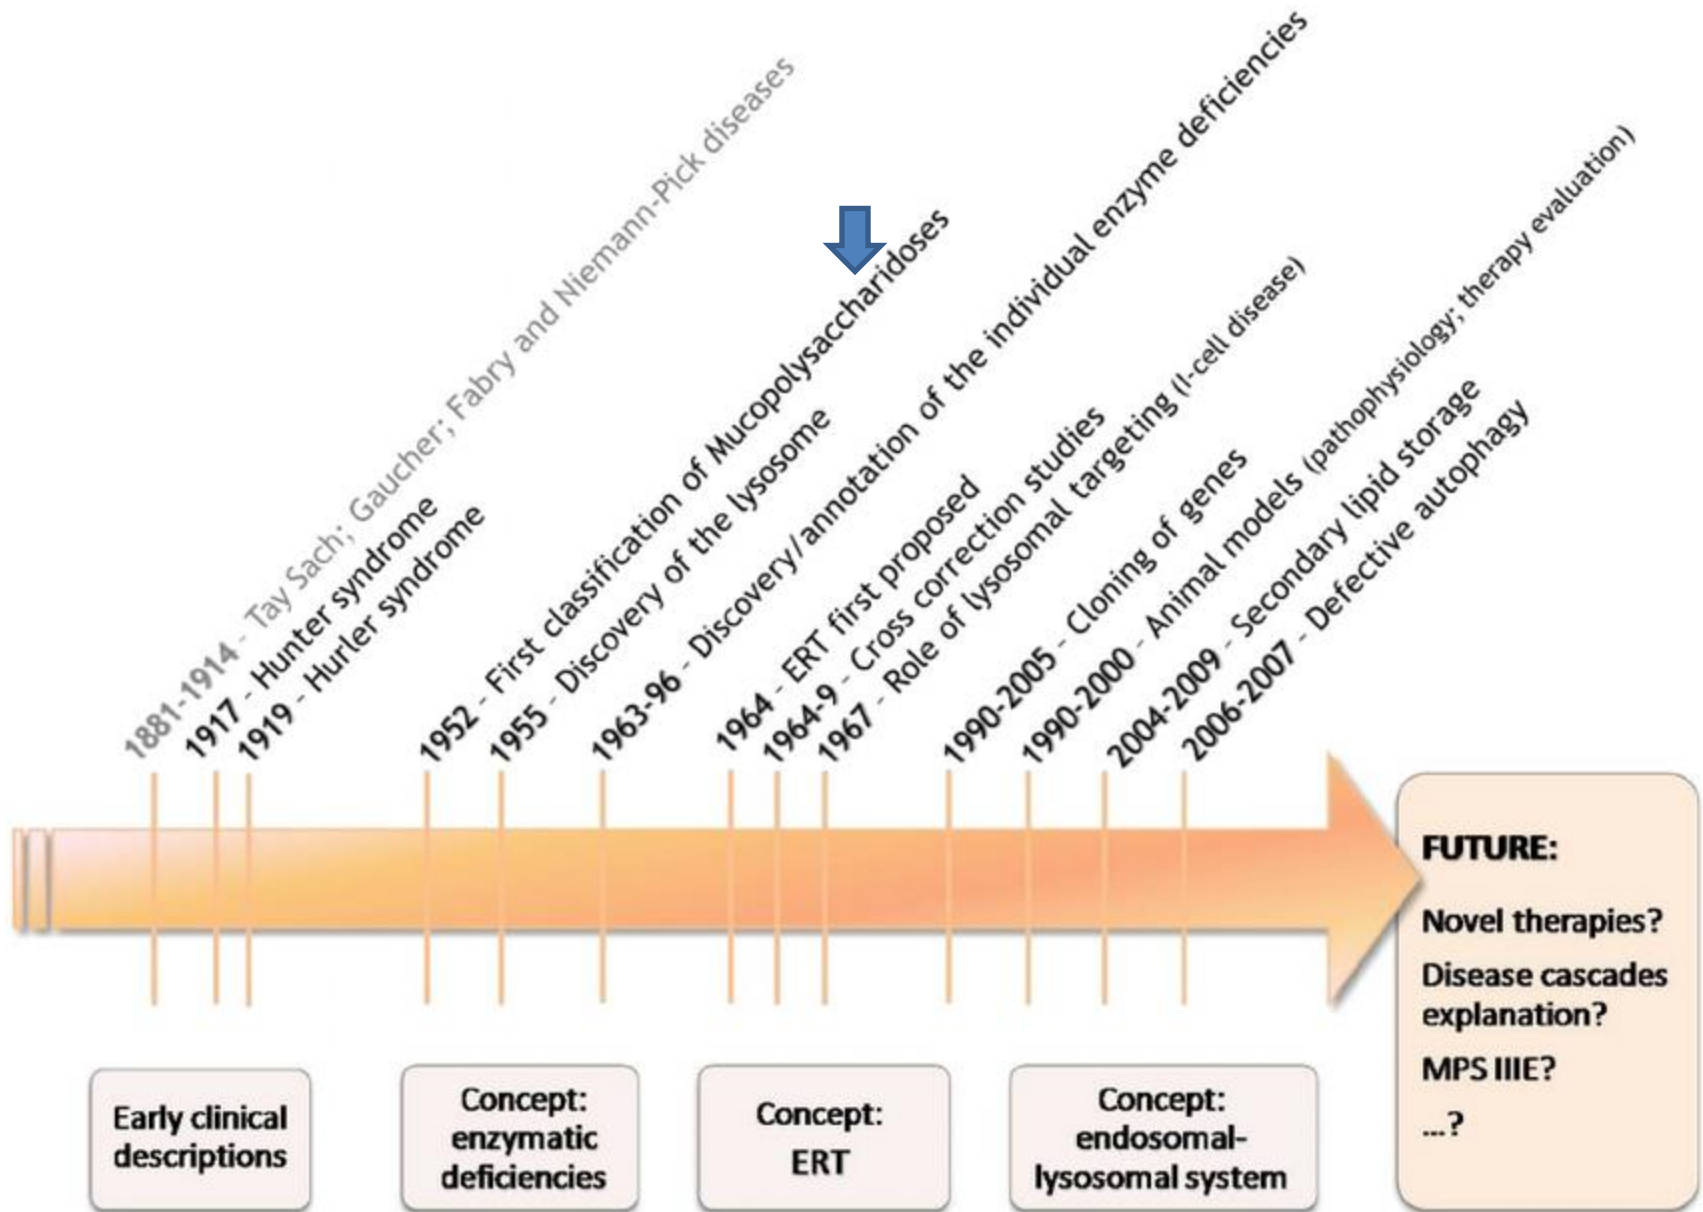 1881-1914 - Tay Sach; Gaucher; Fabry and Niemann-Pick diseases
1917 - Hunter syndrome
1919 - Hurler syndrome
1952 - First classification of Mucopolysaccharidoses
1955 - Discovery of the lysosome
1963-96 - Discovery/annotation of the individual enzyme deficiencies
1964 - ERT first proposed
1964-9 - Cross correction studies
1967 - Role of lysosomal targeting (I-cell disease)
1990-2005 - Cloning of genes
1990-2000 - Animal models (pathophysiology; therapy evaluation)
2004-2009 - Secondary lipid storage
2006-2007 - Defective autophagy
FUTURE:
Novel therapies?
Disease cascades
explanation?
MPS IIIE?
...?
Early clinical
descriptions
Concept:
enzymatic
deficiencies
Concept:
ERT
Concept:
endosomal-
lysosomal system